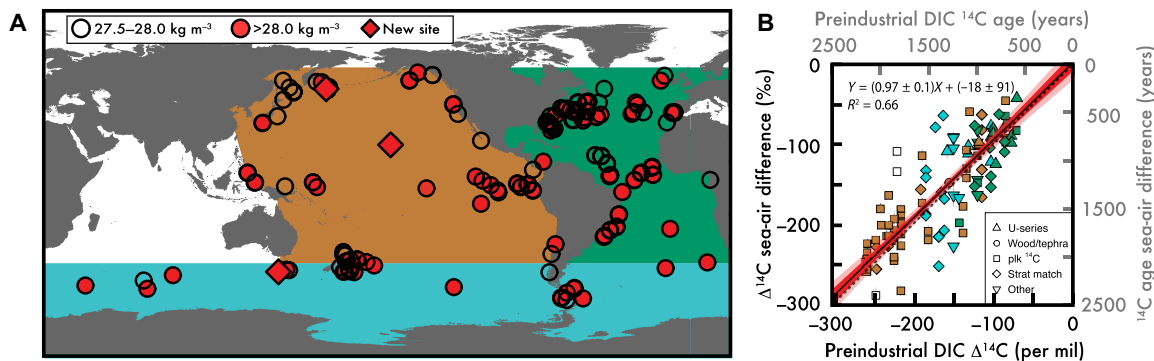 A
27.5–28.0 kg m⁻³ >28.0 kg m⁻³ New site
B
Preindustrial DIC ¹⁴C age (years)
2500 1500 500 0
Y = (0.97 ± 0.1)X + (–18 ± 91)
R² = 0.66
Δ¹⁴C sea-air difference (‰)
0
–100
–200
–300
¹⁴C age sea-air difference (years)
0
500
1500
2500
U-series
Wood/tephra
plk ¹⁴C
Strat match
Other
–300 –200 –100 0
Preindustrial DIC Δ¹⁴C (per mil)